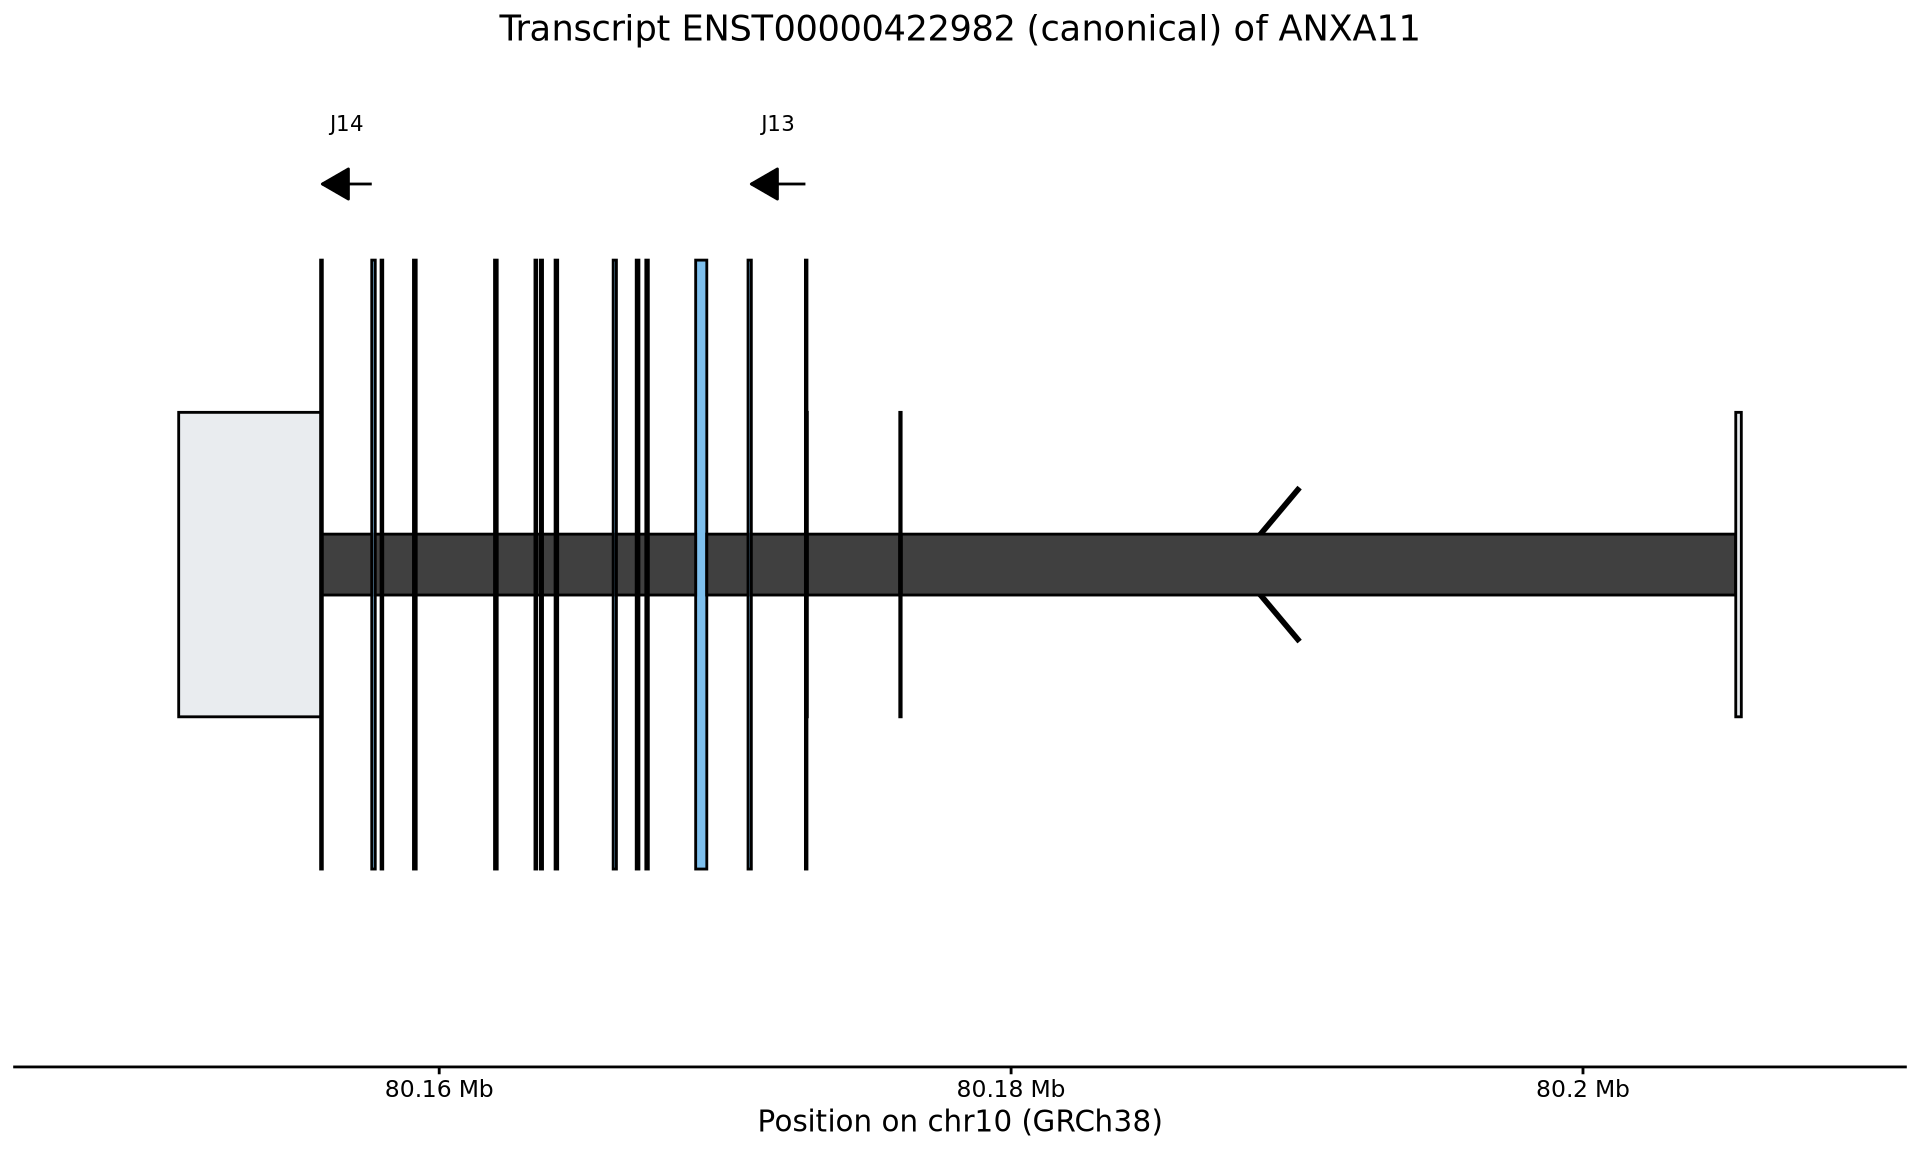 Transcript ENST00000422982 (canonical) of ANXA11
J14
J13
80.16 Mb
80.18 Mb
80.2 Mb
Position on chr10 (GRCh38)